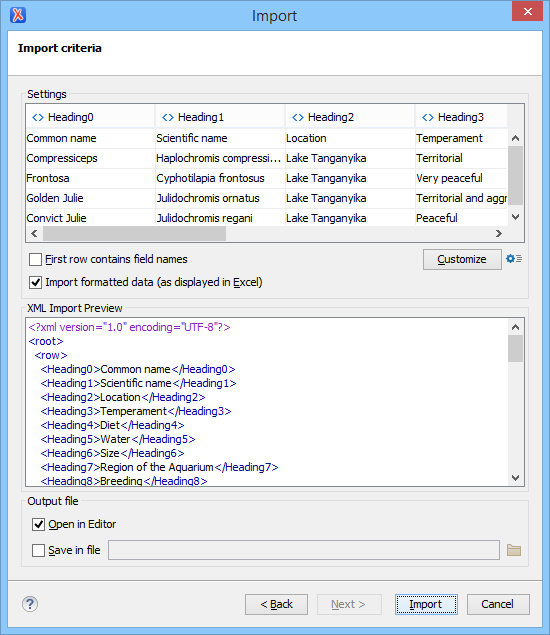 Import
Import criteria
Settings
<> Heading0 <> Heading1 <> Heading2 <> Heading3
Common name Scientific name Location Temperament
Compressiceps Haplochromis compressi... Lake Tanganyika Territorial
Frontosa Cyphotilapia frontosus Lake Tanganyika Very peaceful
Golden Julie Julidochromis ornatus Lake Tanganyika Territorial and aggr
Convict Julie Julidochromis regani Lake Tanganyika Peaceful
First row contains field names
Customize
Import formatted data (as displayed in Excel)
XML Import Preview
<?xml version="1.0" encoding="UTF-8"?>
<root>
<row>
<Heading0>Common name</Heading0>
<Heading1>Scientific name</Heading1>
<Heading2>Location</Heading2>
<Heading3>Temperament</Heading3>
<Heading4>Diet</Heading4>
<Heading5>Water</Heading5>
<Heading6>Size</Heading6>
<Heading7>Region of the Aquarium</Heading7>
<Heading8>Breeding</Heading8>
Output file
Open in Editor
Save in file
? < Back Next > Import Cancel